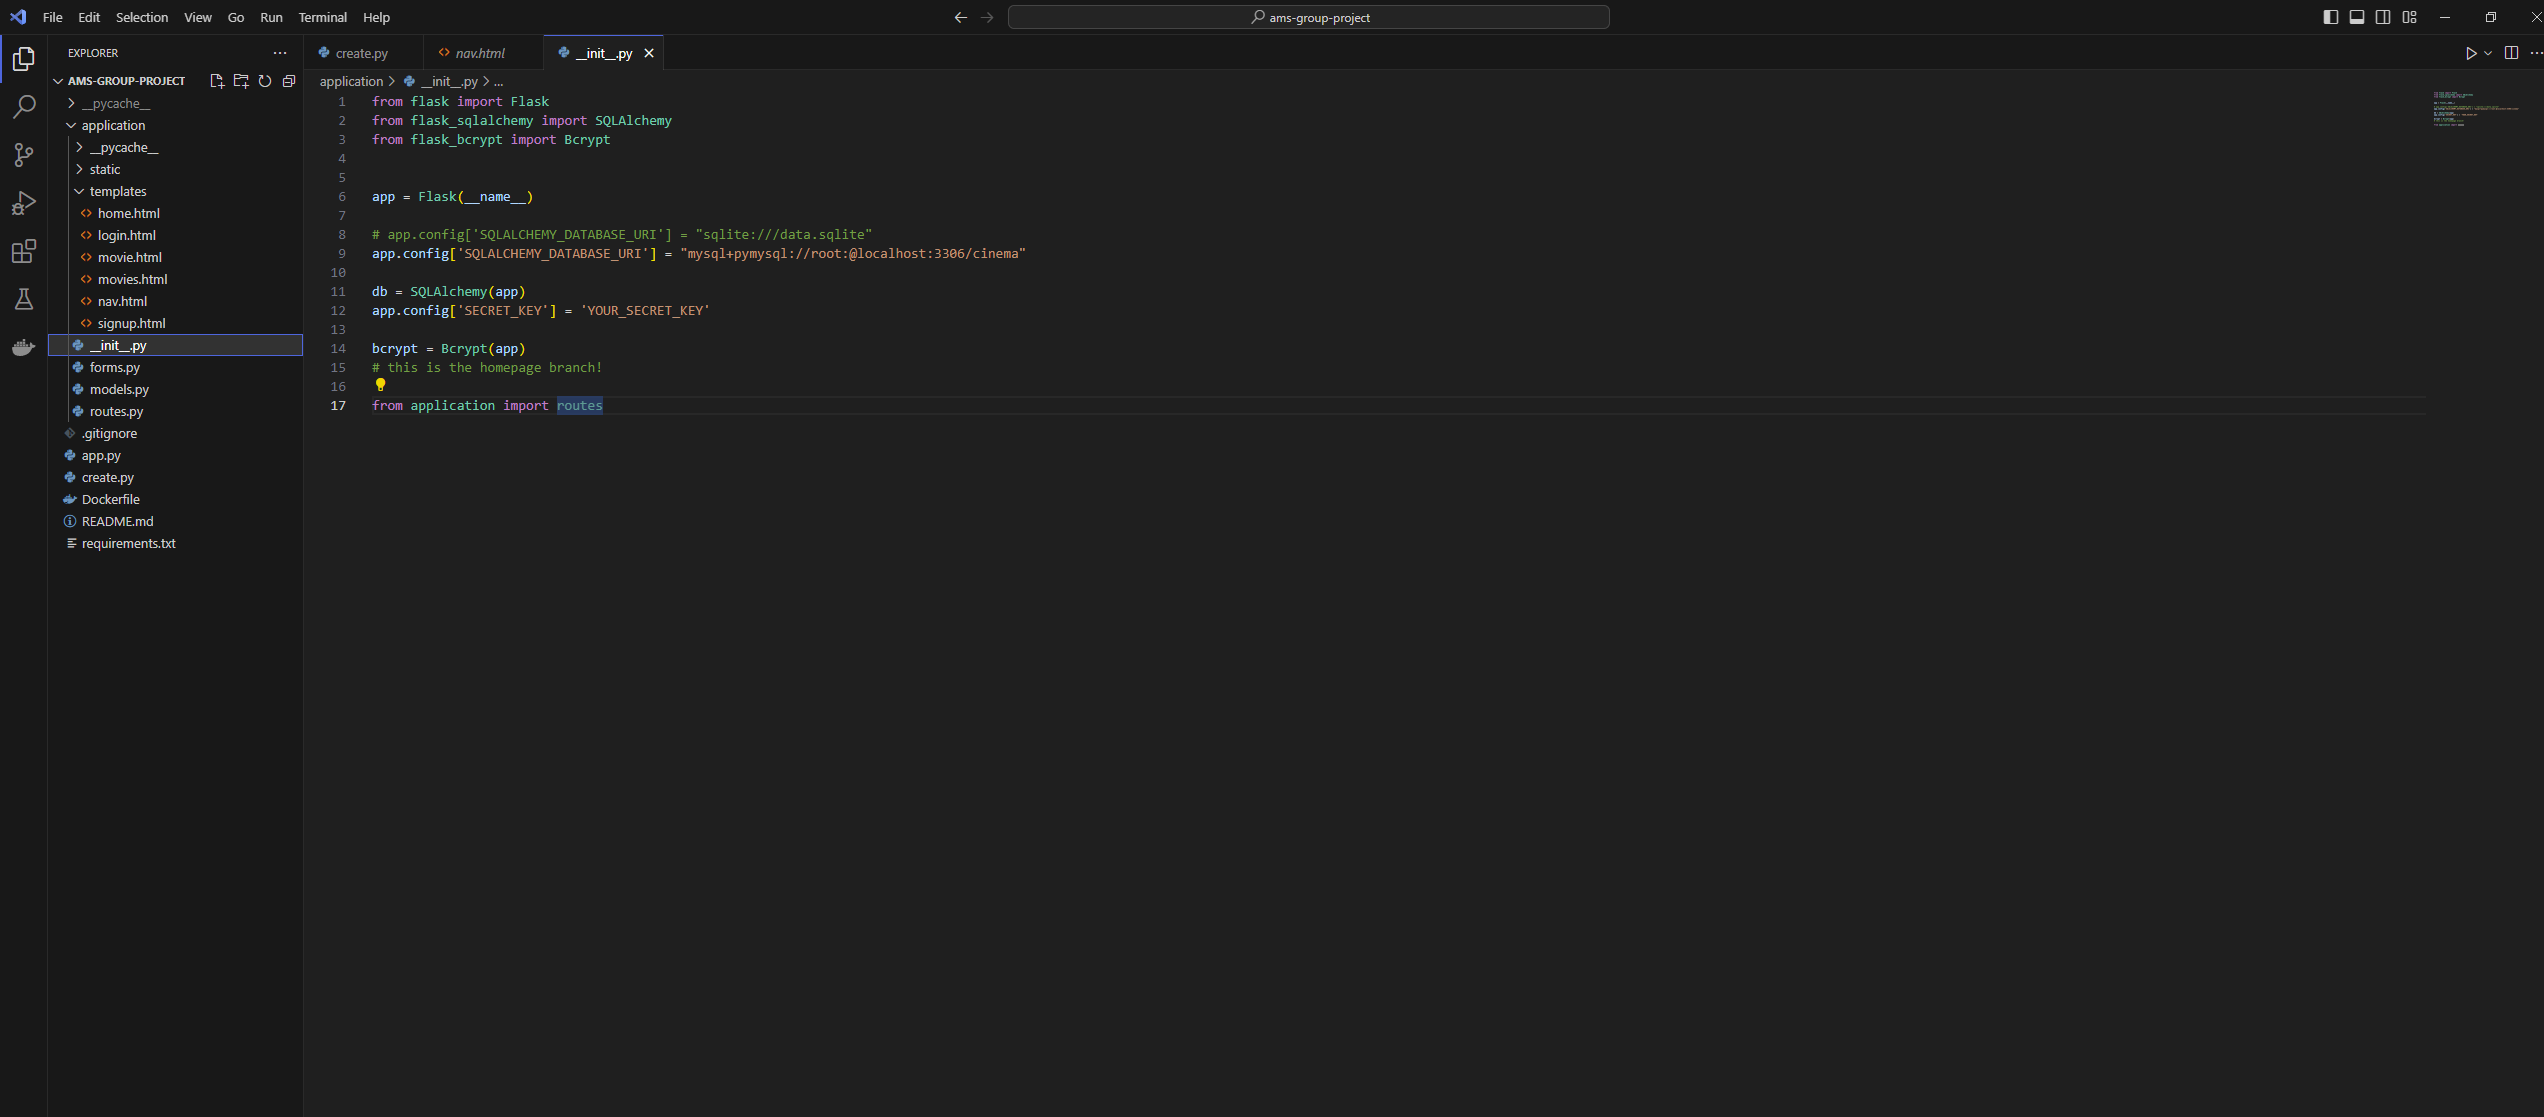 File Edit Selection View Go Run Terminal Help
ams-group-project
EXPLORER
AMS-GROUP-PROJECT
__pycache__
application
__pycache__
static
templates
home.html
login.html
movie.html
movies.html
nav.html
signup.html
__init__.py
forms.py
models.py
routes.py
.gitignore
app.py
create.py
Dockerfile
README.md
requirements.txt
create.py nav.html __init__.py
application > __init__.py > ...
1 from flask import Flask
2 from flask_sqlalchemy import SQLAlchemy
3 from flask_bcrypt import Bcrypt
4
5
6 app = Flask(__name__)
7
8 # app.config['SQLALCHEMY_DATABASE_URI'] = "sqlite:///data.sqlite"
9 app.config['SQLALCHEMY_DATABASE_URI'] = "mysql+pymysql://root:@localhost:3306/cinema"
10
11 db = SQLAlchemy(app)
12 app.config['SECRET_KEY'] = 'YOUR_SECRET_KEY'
13
14 bcrypt = Bcrypt(app)
15 # this is the homepage branch!
16
17 from application import routes